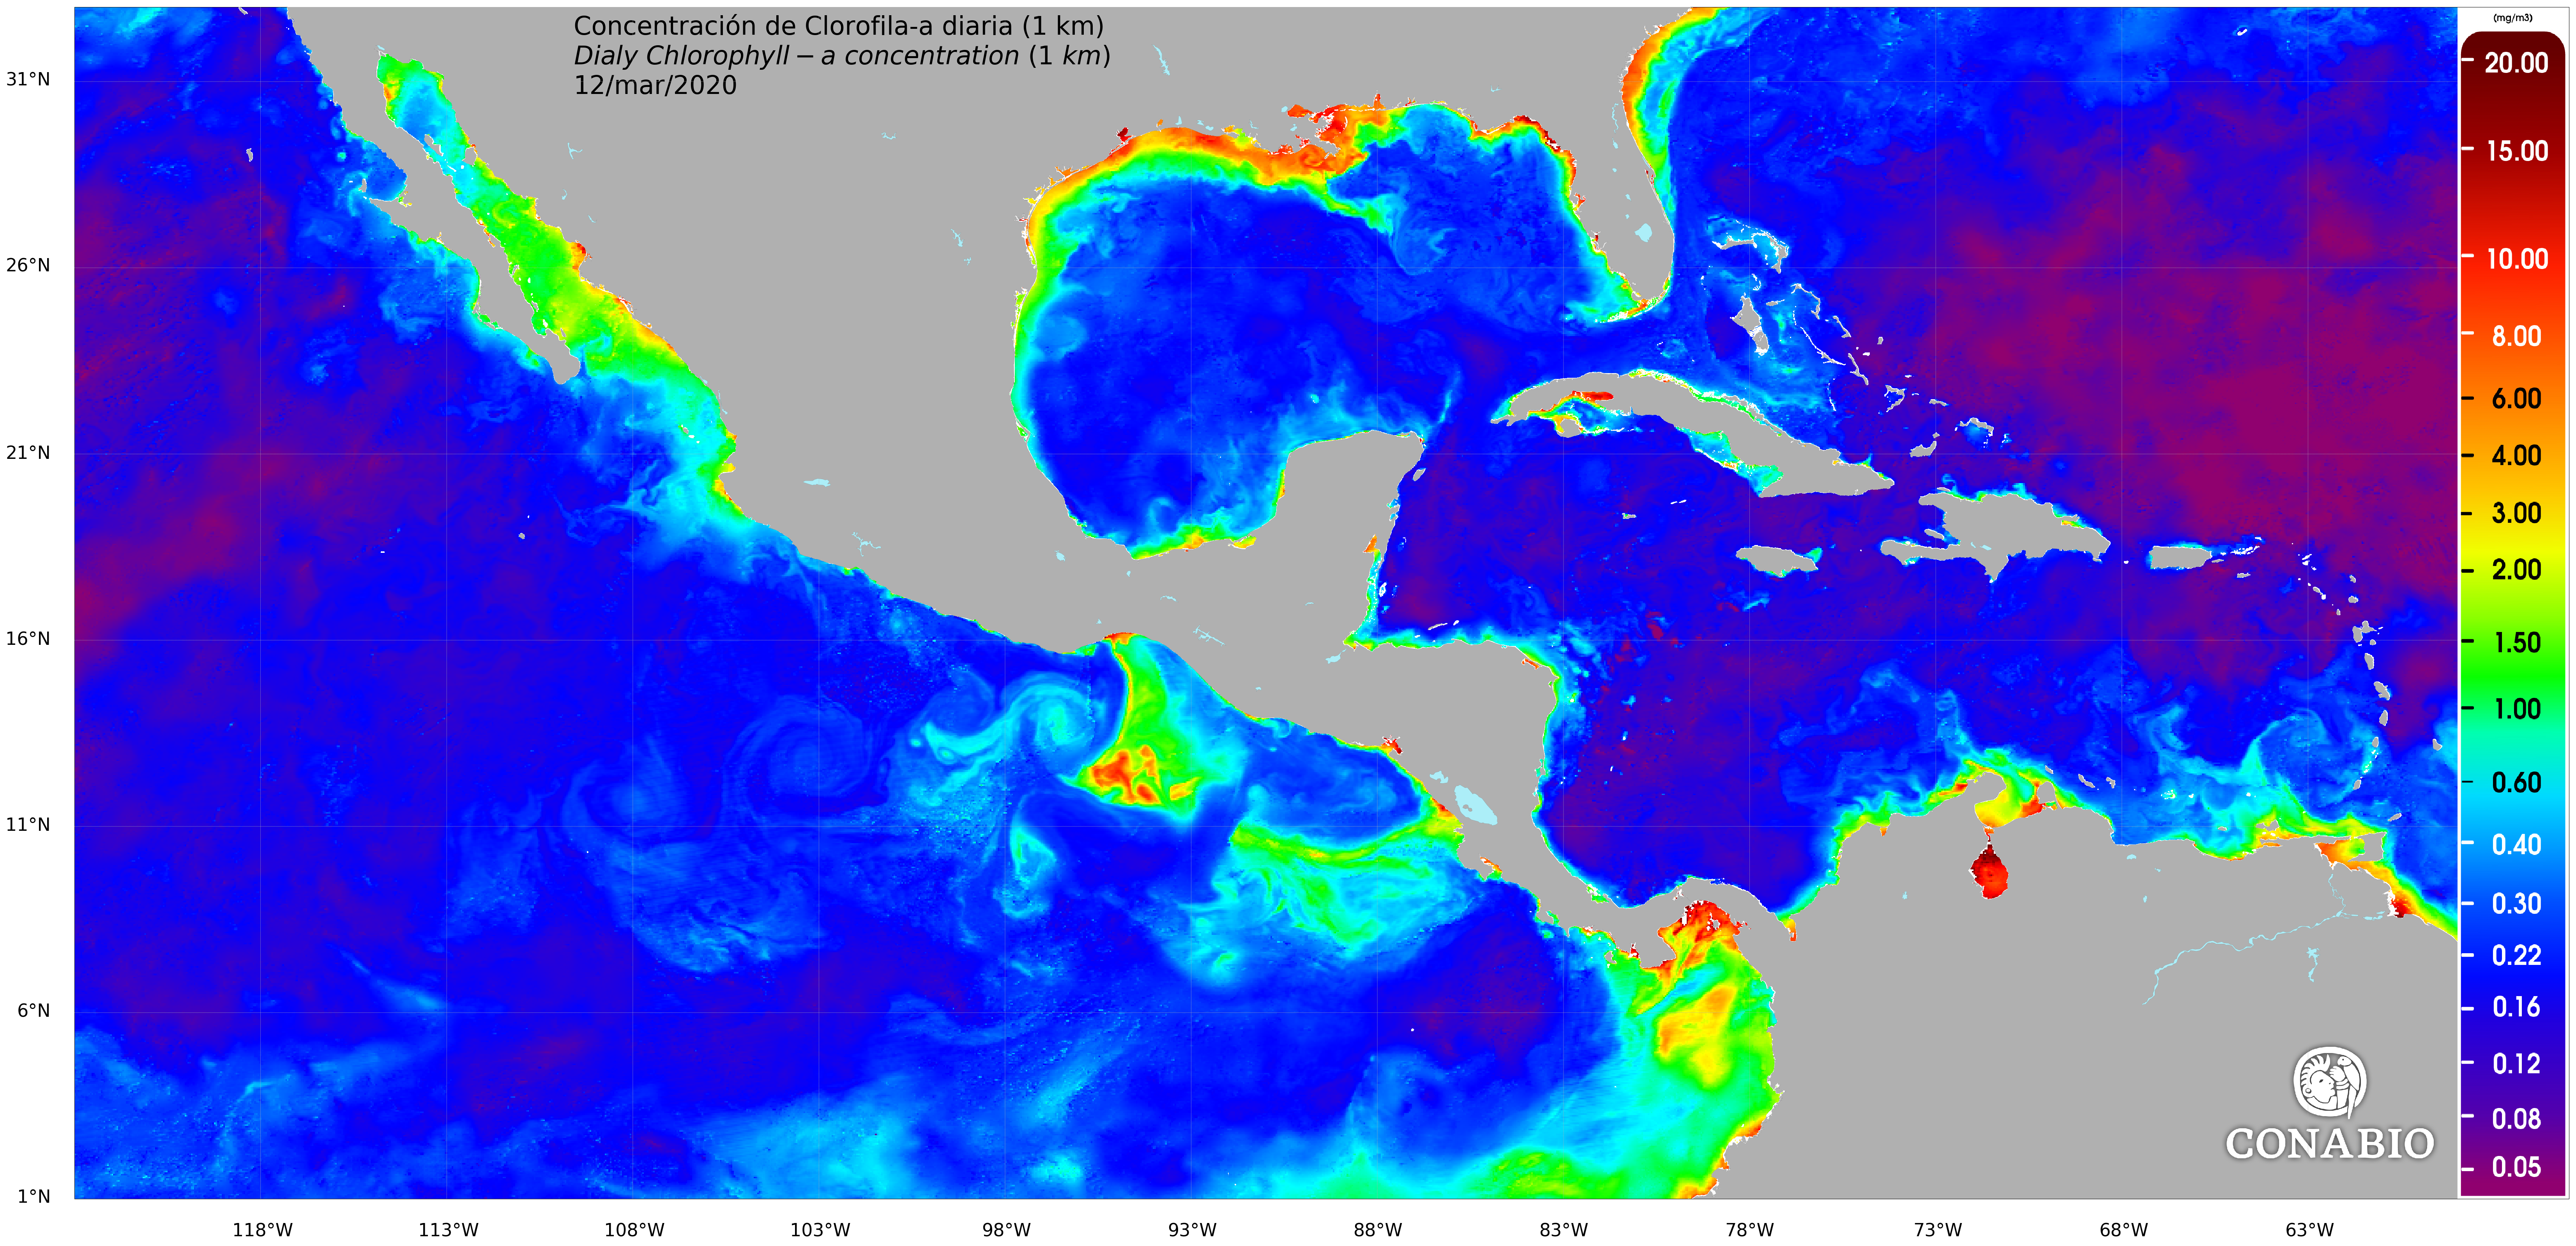 Concentración de Clorofila-a diaria (1 km)
Dialy Chlorophyll – a concentration (1 km)
12/mar/2020
(mg/m3)
20.00
15.00
10.00
8.00
6.00
4.00
3.00
2.00
1.50
1.00
0.60
0.40
0.30
0.22
0.16
0.12
0.08
0.05
31°N
26°N
21°N
16°N
11°N
6°N
1°N
118°W 113°W 108°W 103°W 98°W 93°W 88°W 83°W 78°W 73°W 68°W 63°W
CONABIO